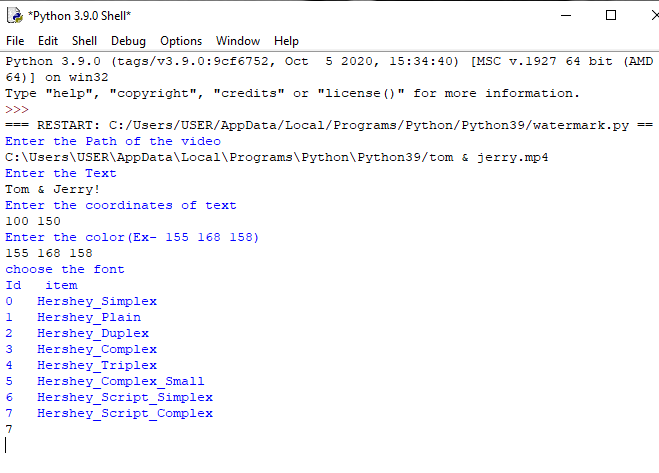 *Python 3.9.0 Shell*
File Edit Shell Debug Options Window Help
Python 3.9.0 (tags/v3.9.0:9cf6752, Oct  5 2020, 15:34:40) [MSC v.1927 64 bit (AMD
64)] on win32
Type "help", "copyright", "credits" or "license()" for more information.
>>>
=== RESTART: C:/Users/USER/AppData/Local/Programs/Python/Python39/watermark.py ==
Enter the Path of the video
C:\Users\USER\AppData\Local\Programs\Python\Python39/tom & jerry.mp4
Enter the Text
Tom & Jerry!
Enter the coordinates of text
100 150
Enter the color(Ex- 155 168 158)
155 168 158
choose the font
Id   item
0   Hershey_Simplex
1   Hershey_Plain
2   Hershey_Duplex
3   Hershey_Complex
4   Hershey_Triplex
5   Hershey_Complex_Small
6   Hershey_Script_Simplex
7   Hershey_Script_Complex
7